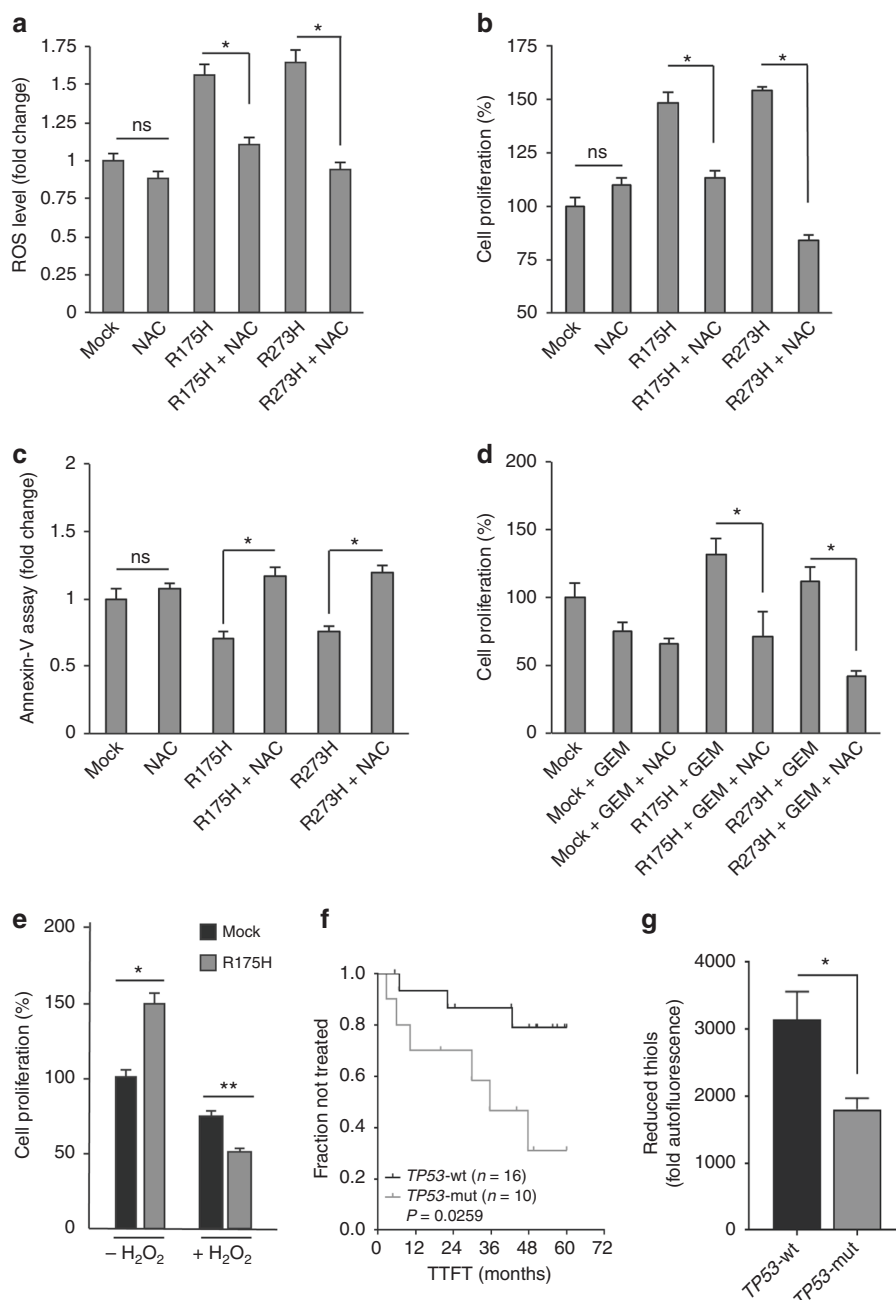 a
ROS level (fold change)
1.75
1.5
1.25
1
0.75
0.5
0.25
0
ns
*
*
Mock
NAC
R175H
R175H + NAC
R273H
R273H + NAC
b
Cell proliferation (%)
175
150
125
100
75
50
ns
*
*
Mock
NAC
R175H
R175H + NAC
R273H
R273H + NAC
c
Annexin-V assay (fold change)
2
1.5
1
0.5
0
ns
*
*
Mock
NAC
R175H
R175H + NAC
R273H
R273H + NAC
d
Cell proliferation (%)
200
150
100
50
0
*
*
Mock
Mock + GEM
Mock + GEM + NAC
R175H + GEM
R175H + GEM + NAC
R273H + GEM
R273H + GEM + NAC
e
Cell proliferation (%)
200
150
100
50
0
Mock
R175H
*
**
– H2O2
+ H2O2
f
Fraction not treated
1.0
0.8
0.6
0.4
0.2
0.0
TP53-wt (n = 16)
TP53-mut (n = 10)
P = 0.0259
0 12 24 36 48 60 72
TTFT (months)
g
Reduced thiols
(fold autofluorescence)
4000
3000
2000
1000
0
*
TP53-wt
TP53-mut